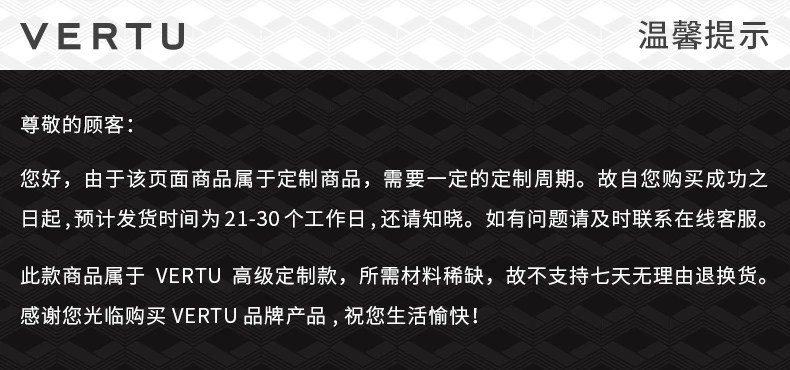 VERTU 温馨提示
尊敬的顾客：
您好，由于该页面商品属于定制商品，需要一定的定制周期。故自您购买成功之
日起,预计发货时间为21-30个工作日,还请知晓。如有问题请及时联系在线客服。
此款商品属于 VERTU 高级定制款，所需材料稀缺，故不支持七天无理由退换货。
感谢您光临购买 VERTU 品牌产品 , 祝您生活愉快！